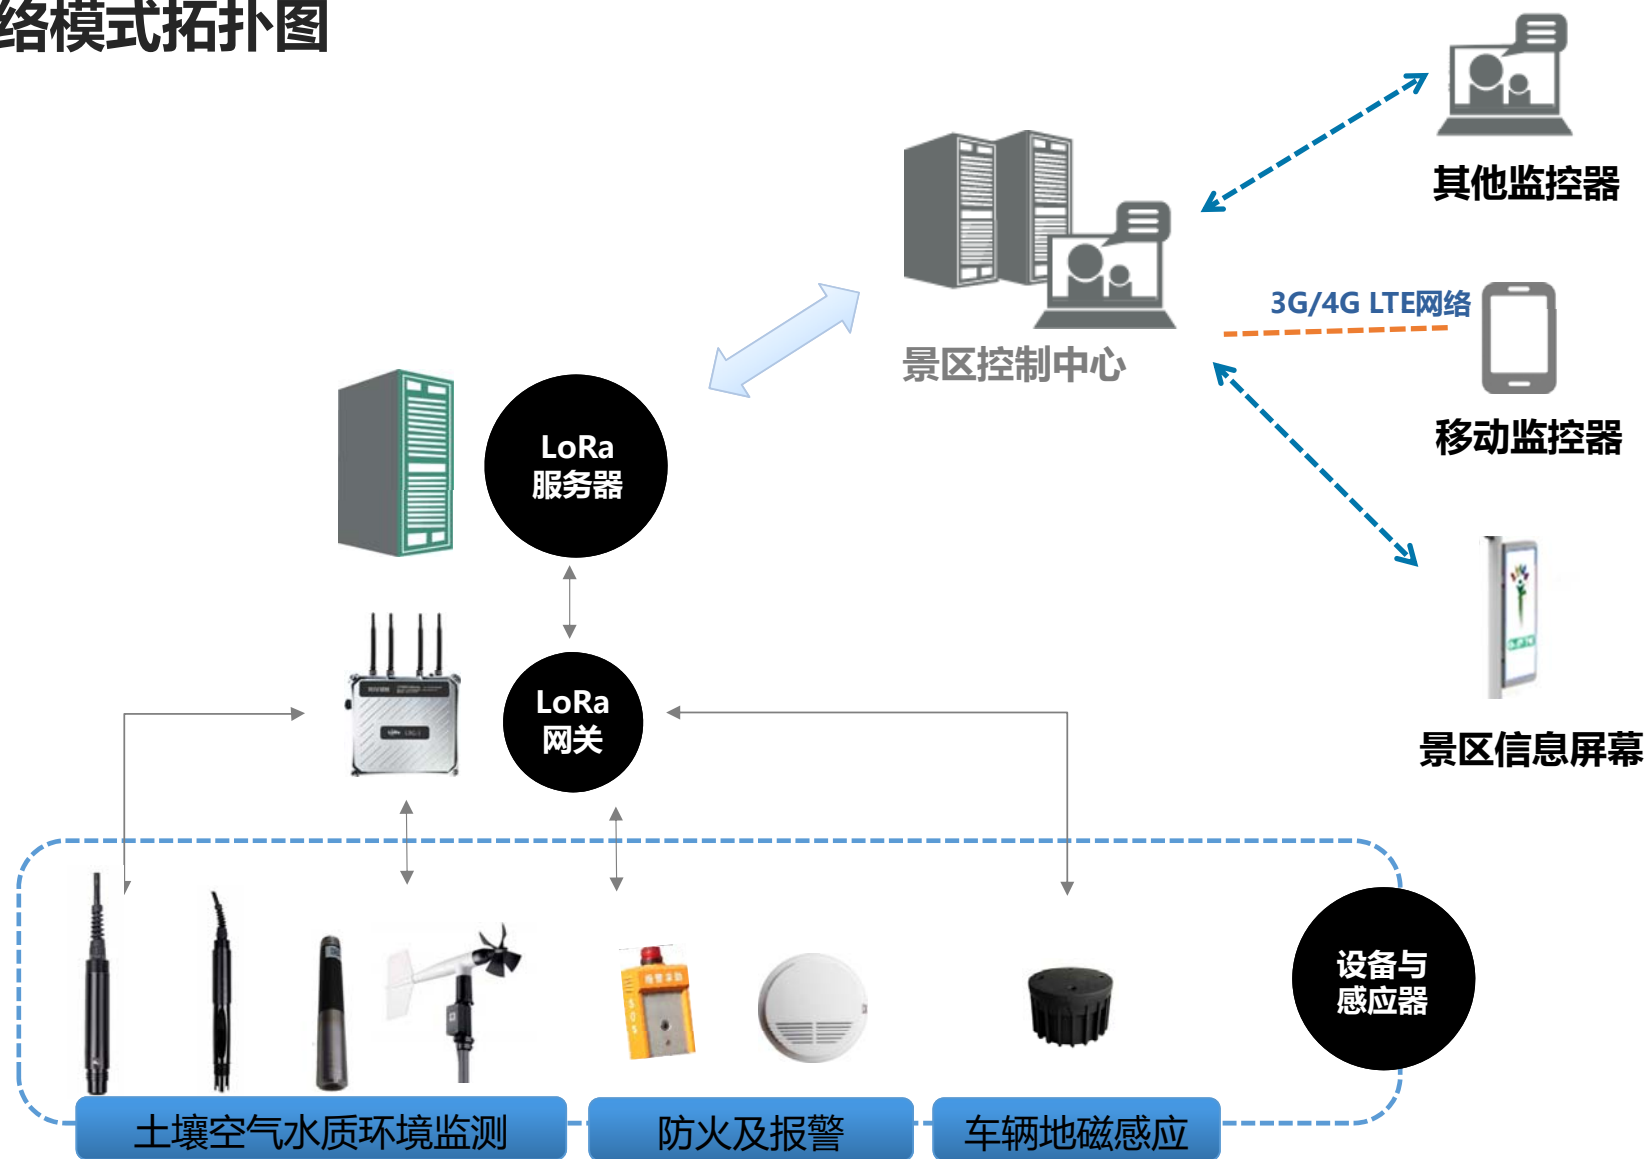 络模式拓扑图
其他监控器
3G/4G LTE网络
景区控制中心
移动监控器
LoRa
服务器
LoRa
网关
景区信息屏幕
设备与
感应器
SOS
土壤空气水质环境监测
防火及报警
车辆地磁感应